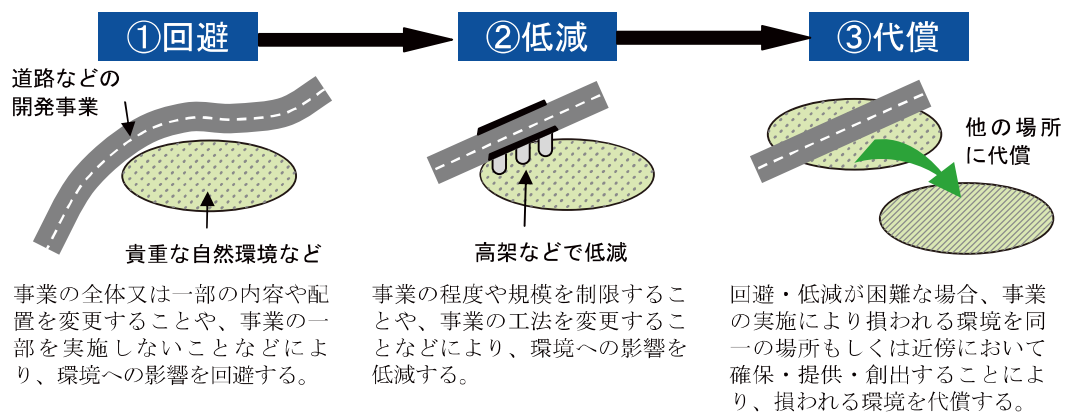 ①回避
②低減
③代償
道路などの
開発事業
貴重な自然環境など
高架などで低減
他の場所
に代償
事業の全体又は一部の内容や配
置を変更することや、事業の一
部を実施しないことなどによ
り、環境への影響を回避する。
事業の程度や規模を制限するこ
とや、事業の工法を変更するこ
となどにより、環境への影響を
低減する。
回避・低減が困難な場合、事業
の実施により損われる環境を同
一の場所もしくは近傍において
確保・提供・創出することによ
り、損われる環境を代償する。